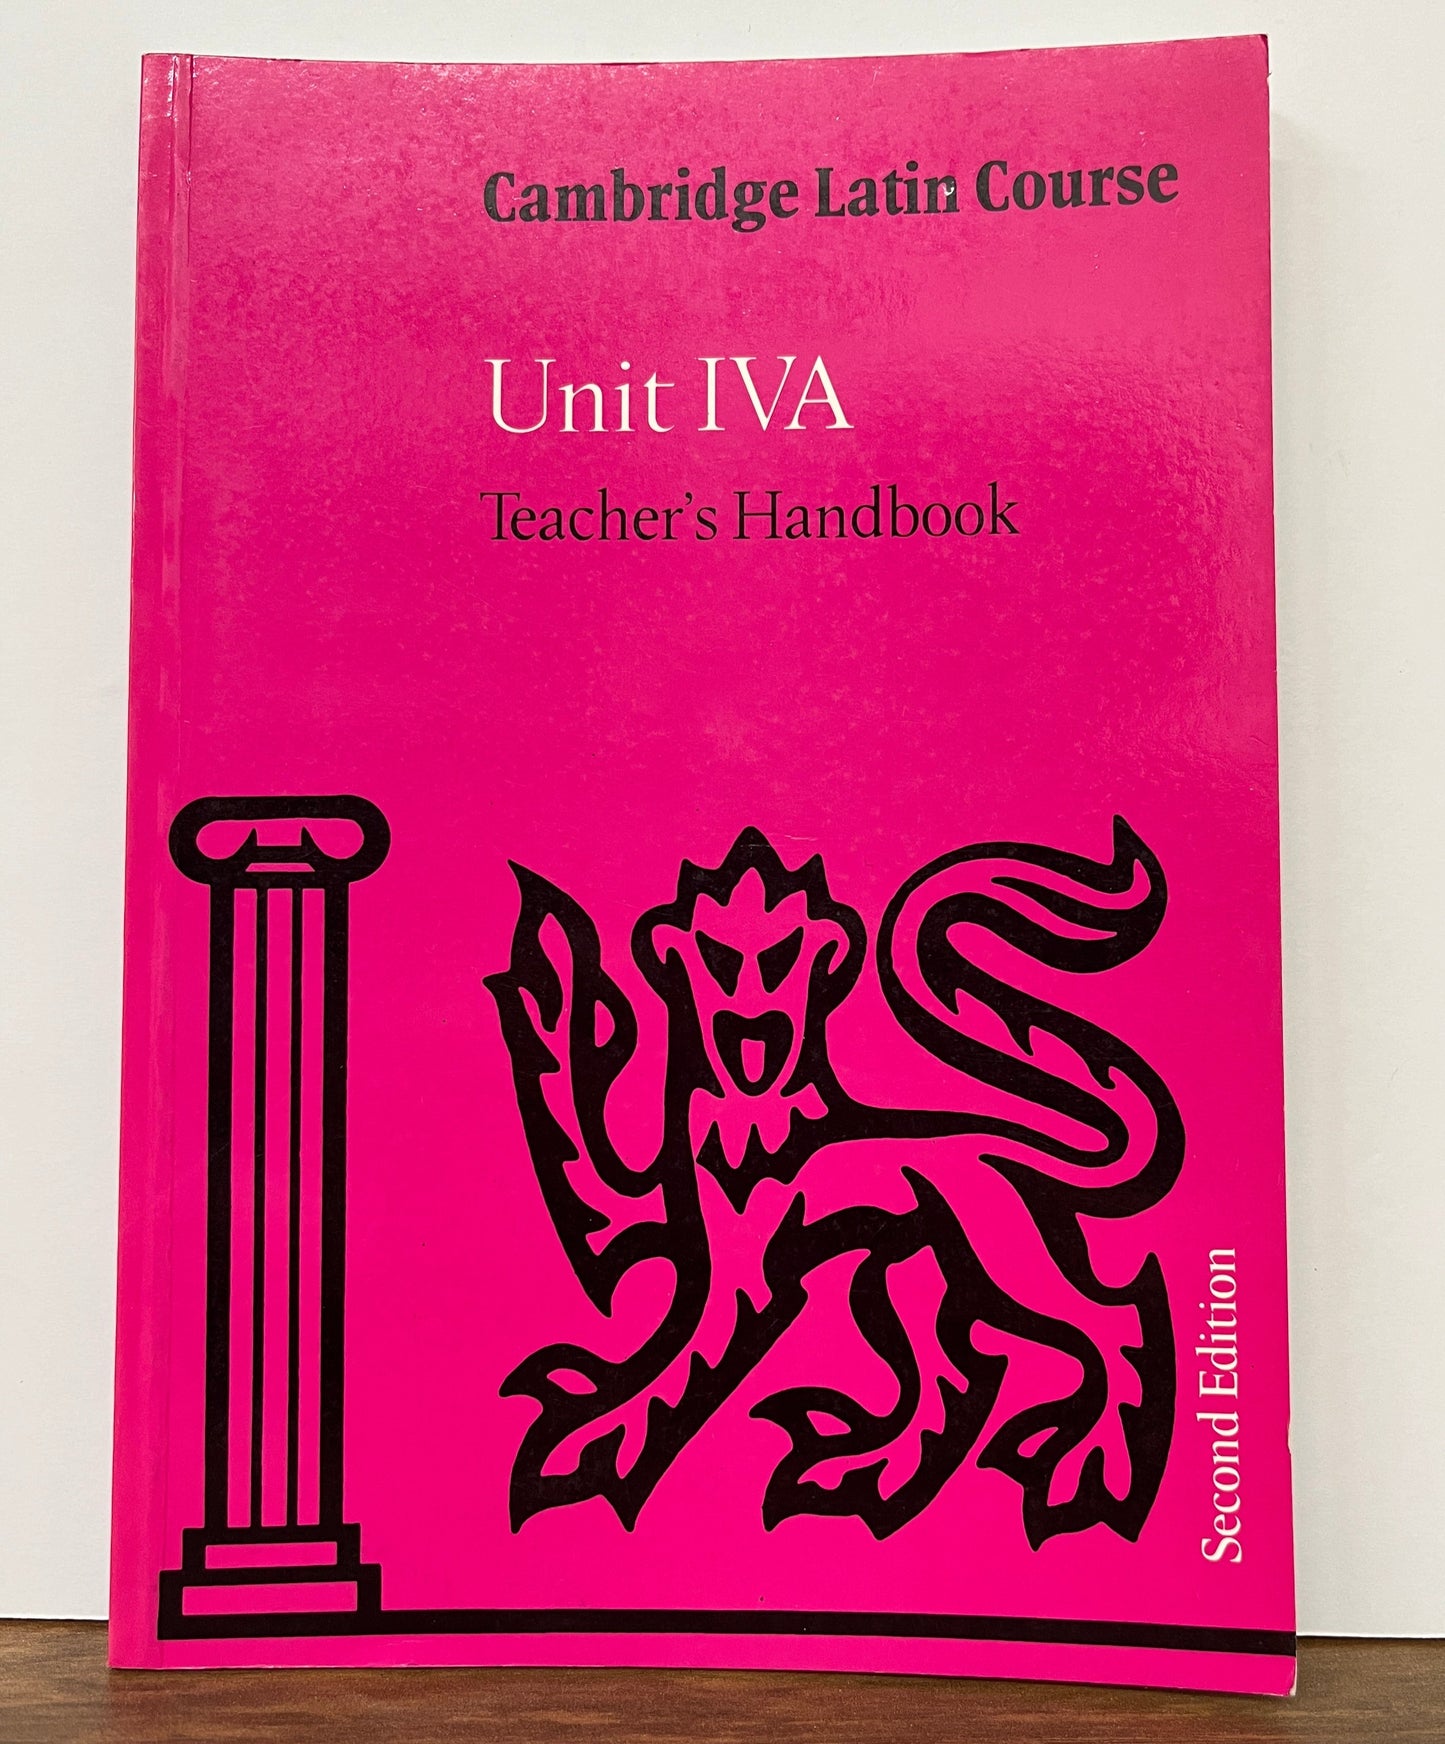 Cambridge Latin Course
Unit IVA
Teacher's Handbook
Second Edition